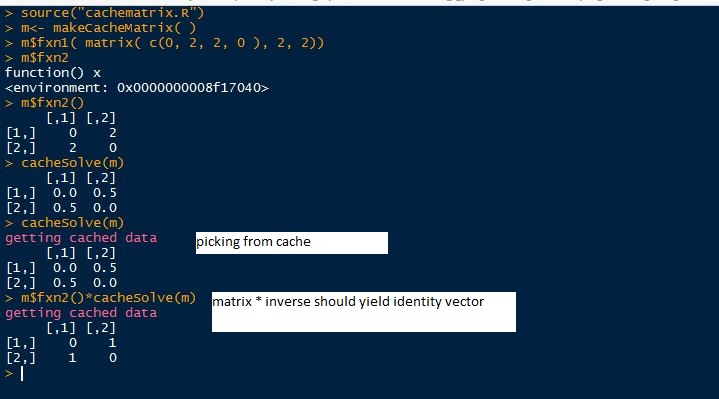 > source("cachematrix.R")
> m<- makeCacheMatrix( )
> m$fxn1( matrix( c(0, 2, 2, 0 ), 2, 2))
> m$fxn2
function() x
<environment: 0x0000000008f17040>
> m$fxn2()
     [,1] [,2]
[1,]    0    2
[2,]    2    0
> cacheSolve(m)
     [,1] [,2]
[1,]  0.0  0.5
[2,]  0.5  0.0
> cacheSolve(m)
getting cached data
picking from cache
     [,1] [,2]
[1,]  0.0  0.5
[2,]  0.5  0.0
> m$fxn2()*cacheSolve(m)
matrix * inverse should yield identity vector
getting cached data
     [,1] [,2]
[1,]    0    1
[2,]    1    0
>